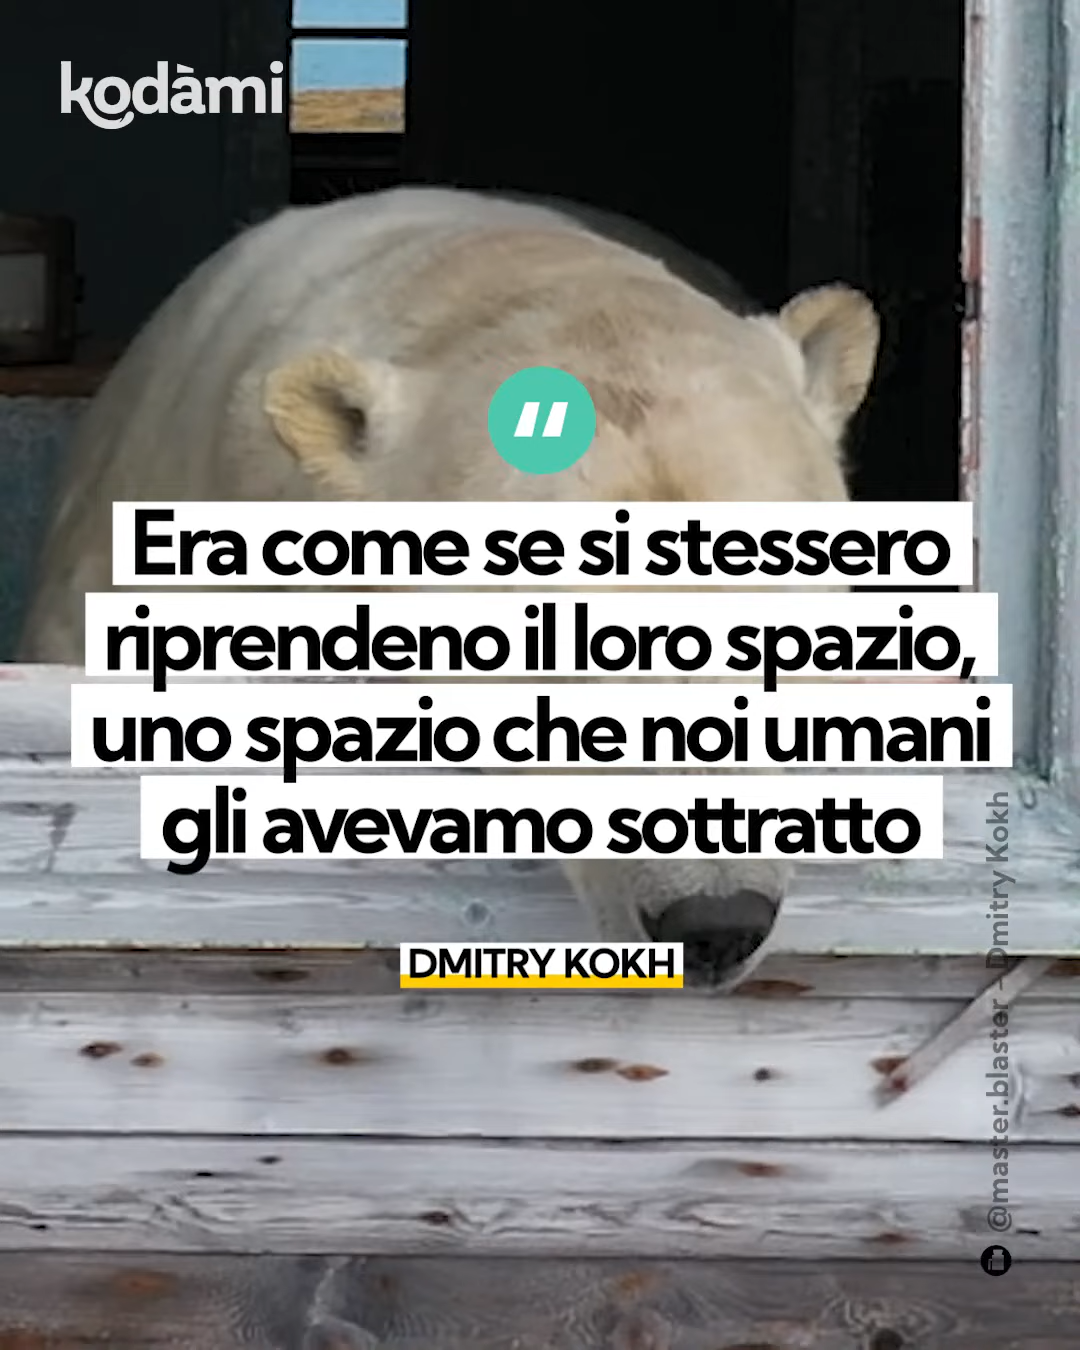 kodàmi
Era come se si stessero
riprendeno il loro spazio,
uno spazio che noi umani
gli avevamo sottratto
DMITRY KOKH
@master.blaster - Dmitry Kokh